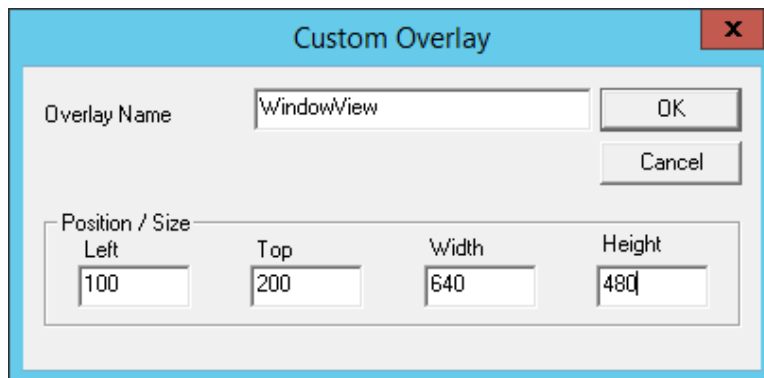 Custom Overlay
x
Overlay Name WindowView OK
Cancel
Position / Size
Left Top Width Height
100 200 640 480